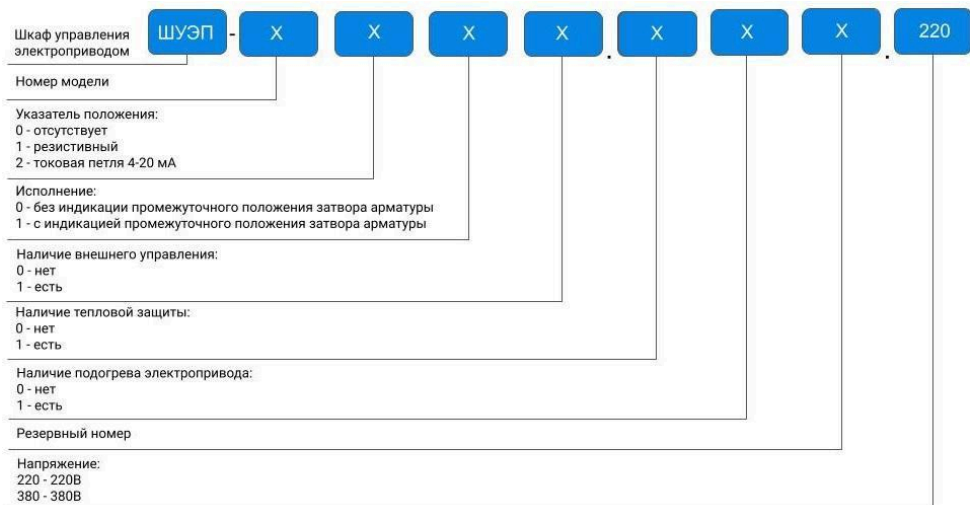 Шкаф управления
электроприводом
ШУЭП - X X X X . X X X . 220
Номер модели
Указатель положения:
0 - отсутствует
1 - резистивный
2 - токовая петля 4-20 мА
Исполнение:
0 - без индикации промежуточного положения затвора арматуры
1 - с индикацией промежуточного положения затвора арматуры
Наличие внешнего управления:
0 - нет
1 - есть
Наличие тепловой защиты:
0 - нет
1 - есть
Наличие подогрева электропривода:
0 - нет
1 - есть
Резервный номер
Напряжение:
220 - 220В
380 - 380В